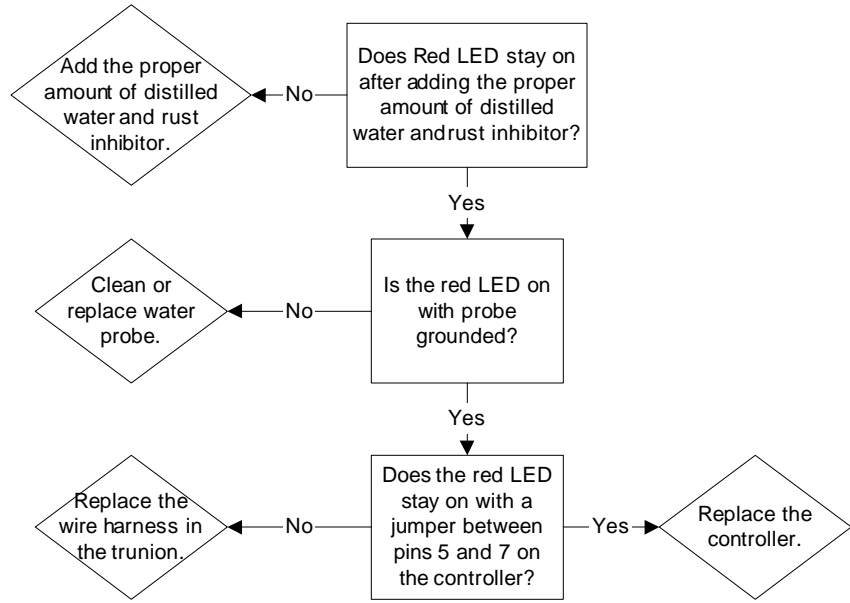 Add the proper
amount of distilled
water and rust
inhibitor.
No
Does Red LED stay on
after adding the proper
amount of distilled
water and rust inhibitor?
Yes
Clean or
replace water
probe.
No
Is the red LED on
with probe
grounded?
Yes
Replace the
wire harness in
the trunion.
No
Does the red LED
stay on with a
jumper between
pins 5 and 7 on
the controller?
Yes
Replace the
controller.